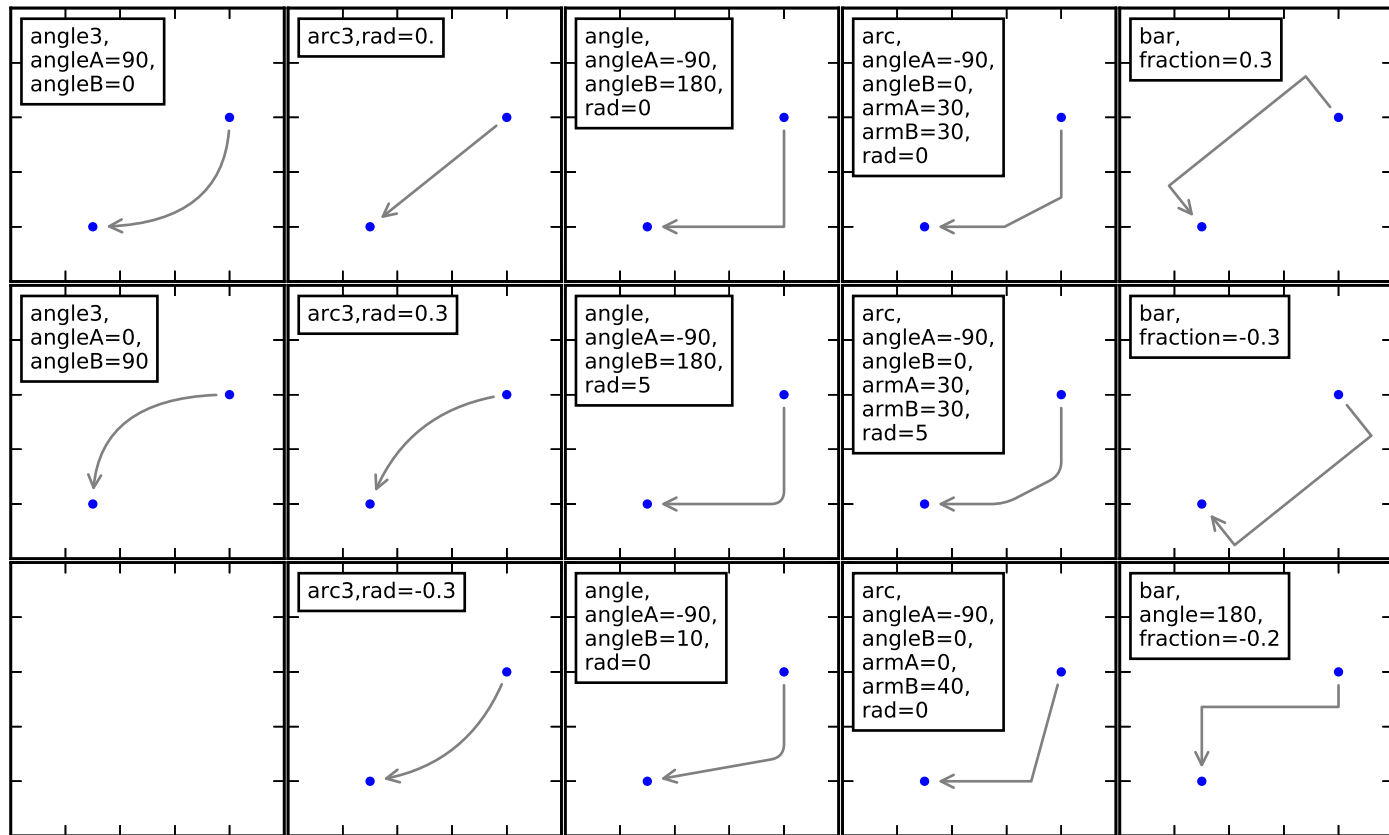 angle3,
angleA=90,
angleB=0
arc3,rad=0.
angle,
angleA=-90,
angleB=180,
rad=0
arc,
angleA=-90,
angleB=0,
armA=30,
armB=30,
rad=0
bar,
fraction=0.3
angle3,
angleA=0,
angleB=90
arc3,rad=0.3
angle,
angleA=-90,
angleB=180,
rad=5
arc,
angleA=-90,
angleB=0,
armA=30,
armB=30,
rad=5
bar,
fraction=-0.3
arc3,rad=-0.3
angle,
angleA=-90,
angleB=10,
rad=0
arc,
angleA=-90,
angleB=0,
armA=0,
armB=40,
rad=0
bar,
angle=180,
fraction=-0.2